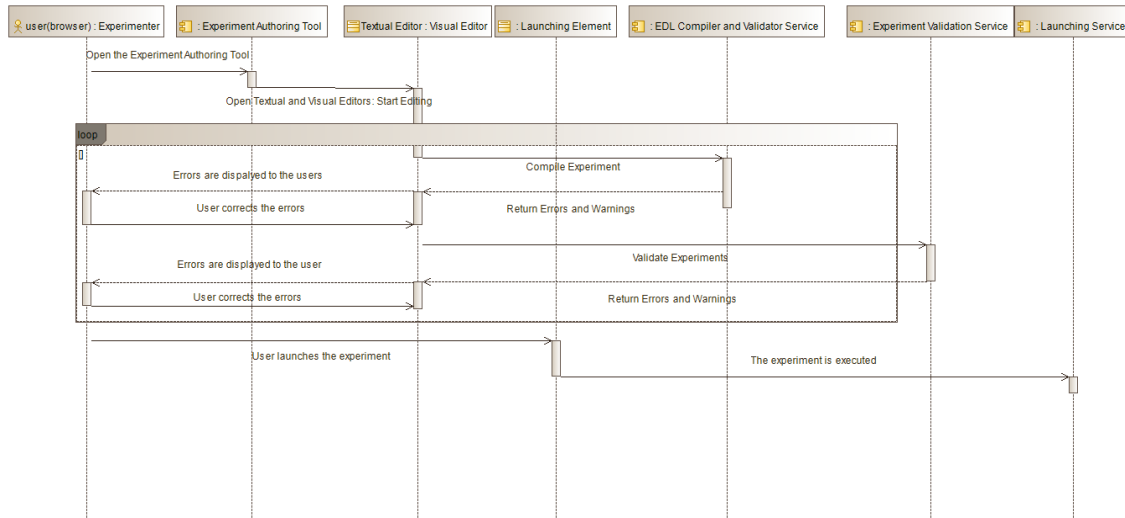 user(browser) : Experimenter
: Experiment Authoring Tool
Textual Editor : Visual Editor
: Launching Element
: EDL Compiler and Validator Service
: Experiment Validation Service
: Launching Service
Open the Experiment Authoring Tool
Open Textual and Visual Editors: Start Editing
loop
Compile Experiment
Errors are dispalyed to the users
User corrects the errors
Return Errors and Warnings
Validate Experiments
Errors are displayed to the user
User corrects the errors
Return Errors and Warnings
User launches the experiment
The experiment is executed